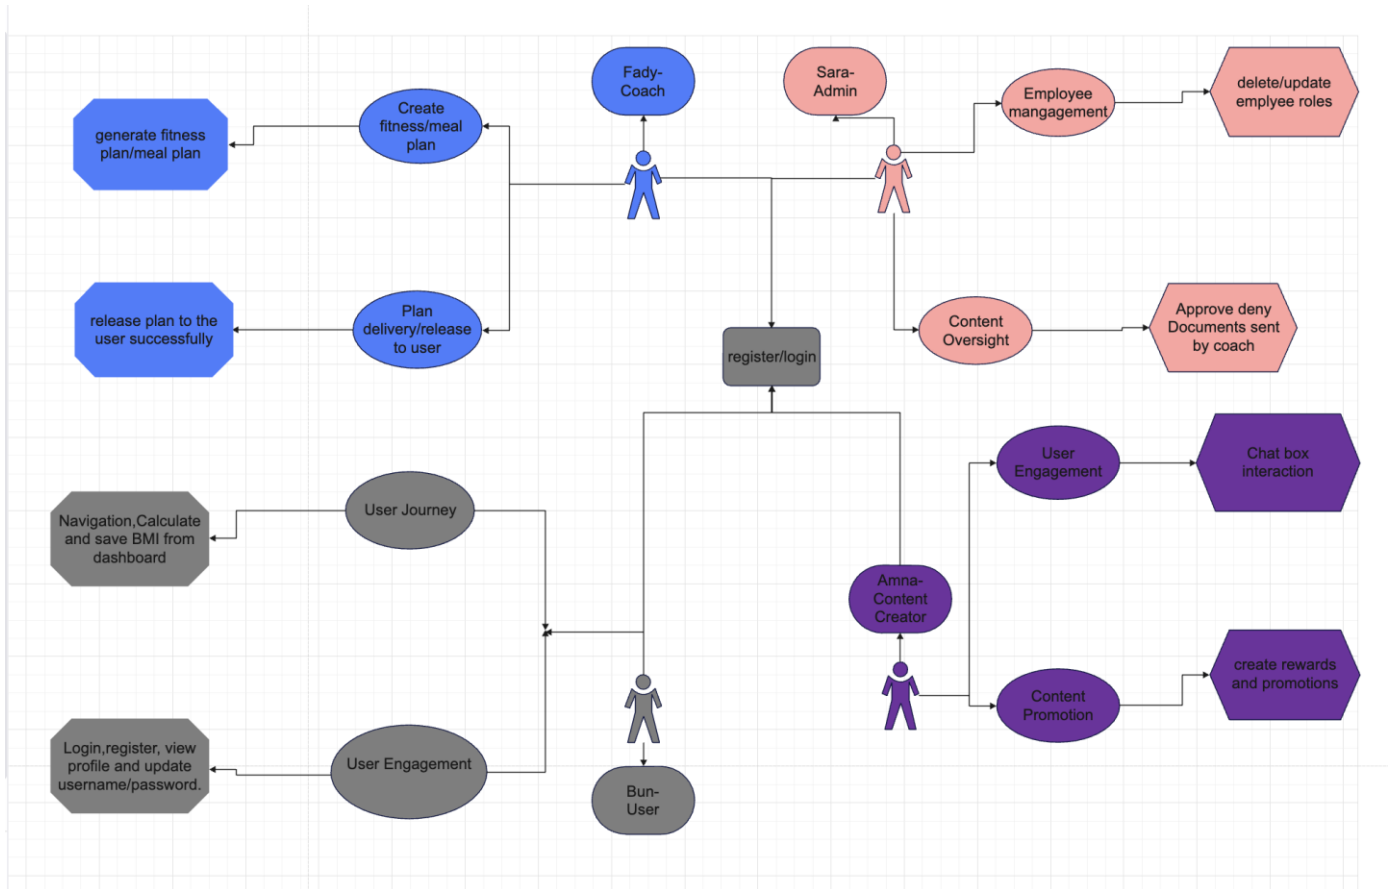 Fady-
Coach
Sara-
Admin
Employee
mangagement
delete/update
emplyee roles
Create
fitness/meal
plan
generate fitness
plan/meal plan
Plan
delivery/release
to user
release plan to the
user successfully
register/login
Content
Oversight
Approve deny
Documents sent
by coach
User
Engagement
Chat box
interaction
User Journey
Navigation,Calculate
and save BMI from
dashboard
Amna-
Content
Creator
Content
Promotion
create rewards
and promotions
User Engagement
Login,register, view
profile and update
username/password.
Bun-
User